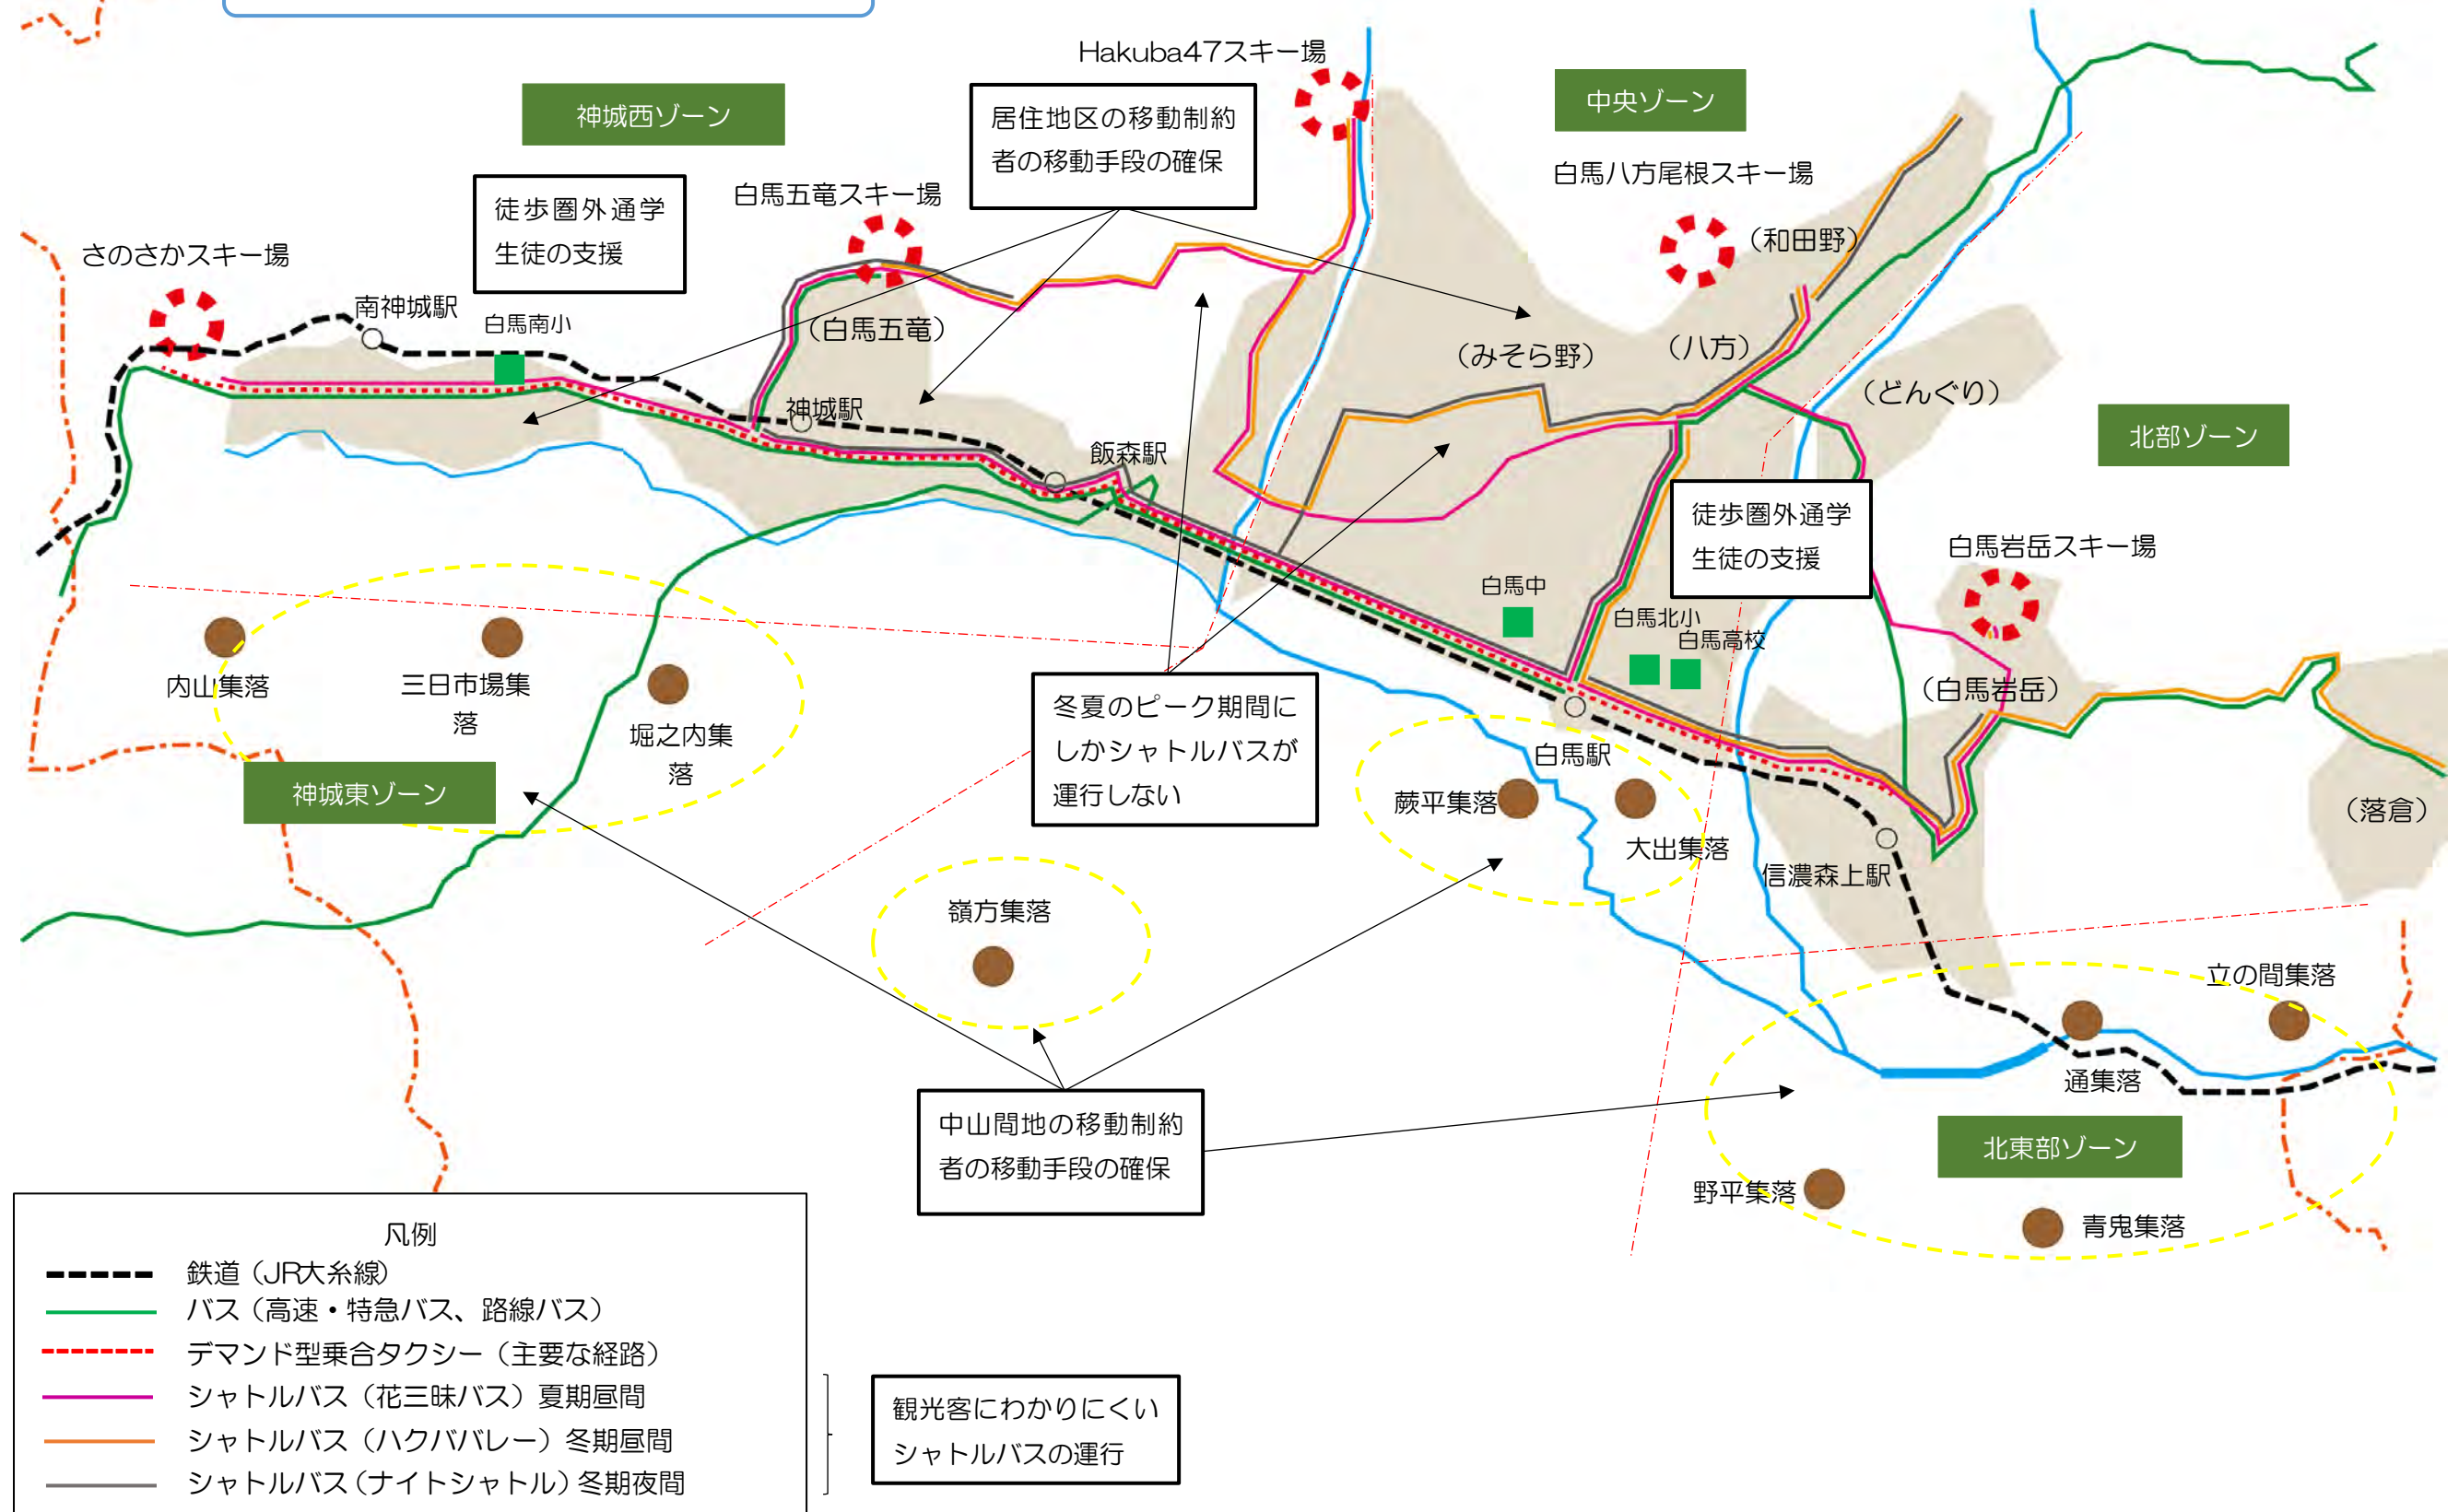 Hakuba47スキー場
神城西ゾーン
居住地区の移動制約
者の移動手段の確保
中央ゾーン
白馬八方尾根スキー場
徒歩圏外通学
生徒の支援
白馬五竜スキー場
（和田野）
さのさかスキー場
南神城駅
白馬南小
（白馬五竜）
（みそら野）
（八方）
（どんぐり）
神城駅
北部ゾーン
飯森駅
徒歩圏外通学
生徒の支援
白馬岩岳スキー場
白馬中
白馬北小
白馬高校
内山集落
三日市場集
落
堀之内集
落
（白馬岩岳）
冬夏のピーク期間に
しかシャトルバスが
運行しない
白馬駅
神城東ゾーン
蕨平集落
大出集落
（落倉）
信濃森上駅
嶺方集落
立の間集落
通集落
中山間地の移動制約
者の移動手段の確保
北東部ゾーン
野平集落
青鬼集落
凡例
鉄道（JR大糸線）
バス（高速・特急バス、路線バス）
デマンド型乗合タクシー（主要な経路）
シャトルバス（花三昧バス）夏期昼間
シャトルバス（ハクババレー）冬期昼間
シャトルバス（ナイトシャトル）冬期夜間
観光客にわかりにくい
シャトルバスの運行